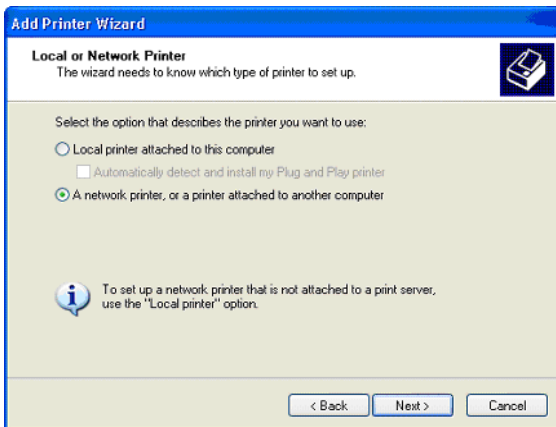 Add Printer Wizard
Local or Network Printer
The wizard needs to know which type of printer to set up.
Select the option that describes the printer you want to use:
Local printer attached to this computer
Automatically detect and install my Plug and Play printer
A network printer, or a printer attached to another computer
To set up a network printer that is not attached to a print server,
use the "Local printer" option.
< Back Next > Cancel